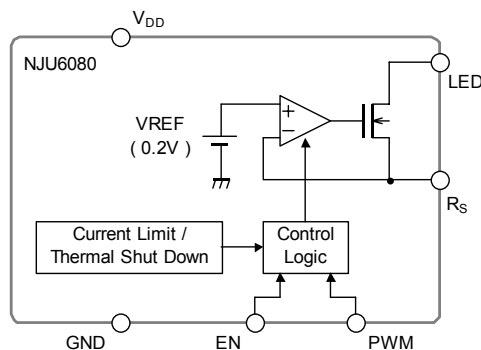 VDD
NJU6080
LED
VREF
( 0.2V )
+
−
RS
Current Limit /
Thermal Shut Down
Control
Logic
GND
EN
PWM